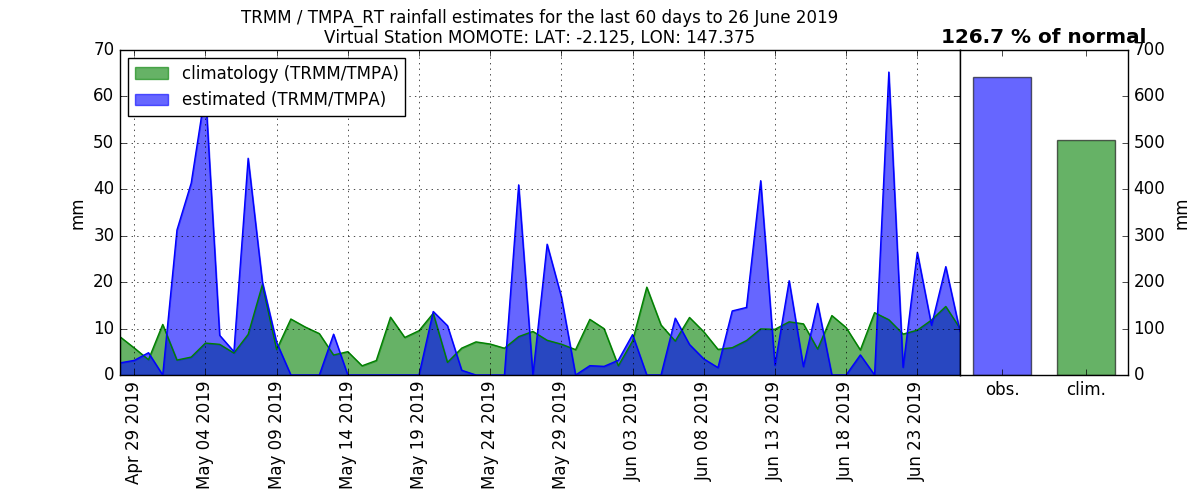 TRMM / TMPA_RT rainfall estimates for the last 60 days to 26 June 2019
Virtual Station MOMOTE: LAT: -2.125, LON: 147.375
126.7 % of normal
climatology (TRMM/TMPA)
estimated (TRMM/TMPA)
70
60
50
40
30
20
10
0
mm
Apr 29 2019
May 04 2019
May 09 2019
May 14 2019
May 19 2019
May 24 2019
May 29 2019
Jun 03 2019
Jun 08 2019
Jun 13 2019
Jun 18 2019
Jun 23 2019
obs.
clim.
700
600
500
400
300
200
100
0
mm